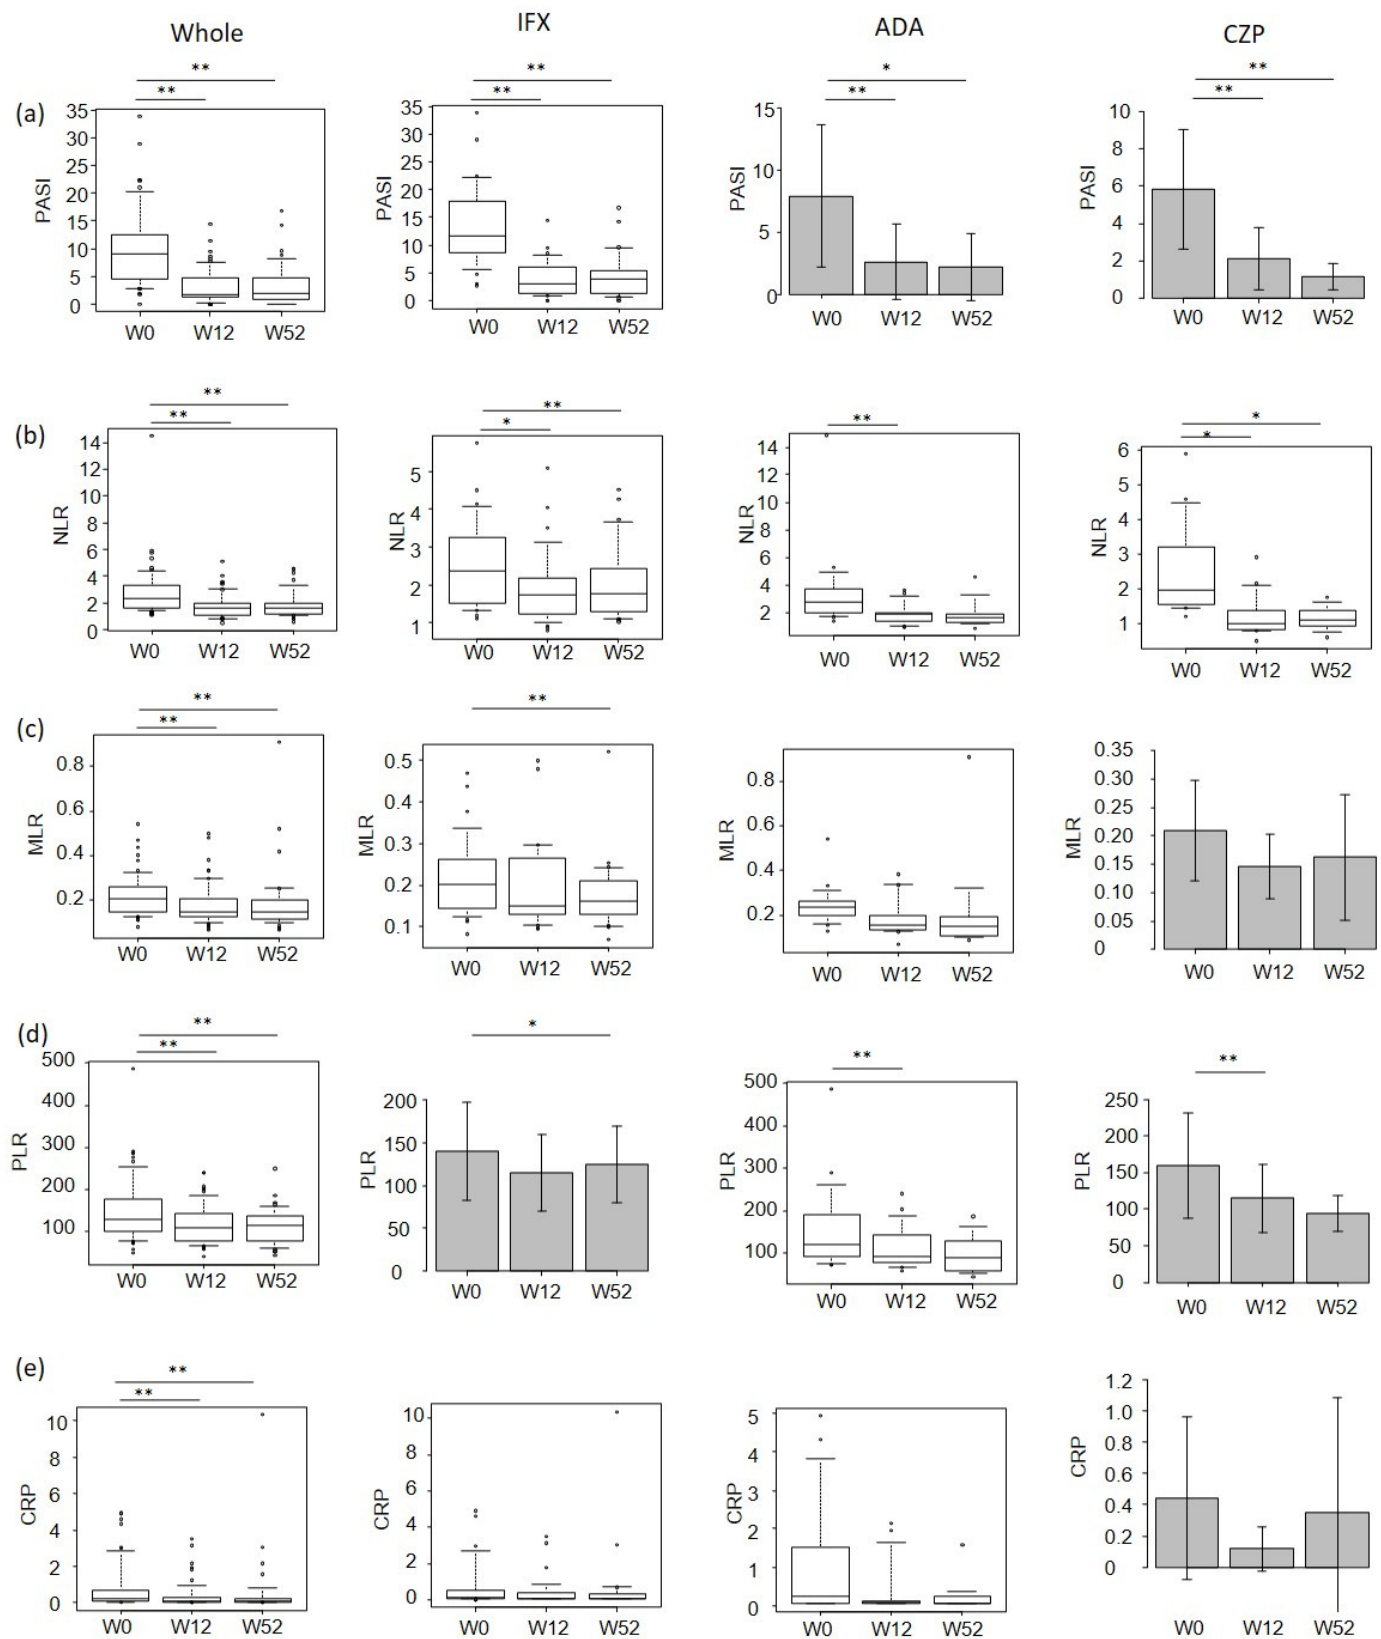 Whole IFX ADA CZP
(a)
** ** ** ** * ** ** **
PASI 35 30 25 20 15 10 5 0 W0 W12 W52
PASI 35 30 25 20 15 10 5 0 W0 W12 W52
PASI 15 10 5 0 W0 W12 W52
PASI 10 8 6 4 2 0 W0 W12 W52
(b)
** ** ** * ** * *
NLR 14 12 10 8 6 4 2 0 W0 W12 W52
NLR 5 4 3 2 1 W0 W12 W52
NLR 14 12 10 8 6 4 2 W0 W12 W52
NLR 6 5 4 3 2 1 W0 W12 W52
(c)
** ** **
MLR 0.8 0.6 0.4 0.2 W0 W12 W52
MLR 0.5 0.4 0.3 0.2 0.1 W0 W12 W52
MLR 0.8 0.6 0.4 0.2 W0 W12 W52
MLR 0.35 0.30 0.25 0.20 0.15 0.10 0.05 0 W0 W12 W52
(d)
** ** * ** **
PLR 500 400 300 200 100 W0 W12 W52
PLR 200 150 100 50 0 W0 W12 W52
PLR 500 400 300 200 100 W0 W12 W52
PLR 250 200 150 100 50 0 W0 W12 W52
(e)
** **
CRP 10 8 6 4 2 0 W0 W12 W52
CRP 10 8 6 4 2 0 W0 W12 W52
CRP 5 4 3 2 1 0 W0 W12 W52
CRP 1.2 1.0 0.8 0.6 0.4 0.2 0 W0 W12 W52